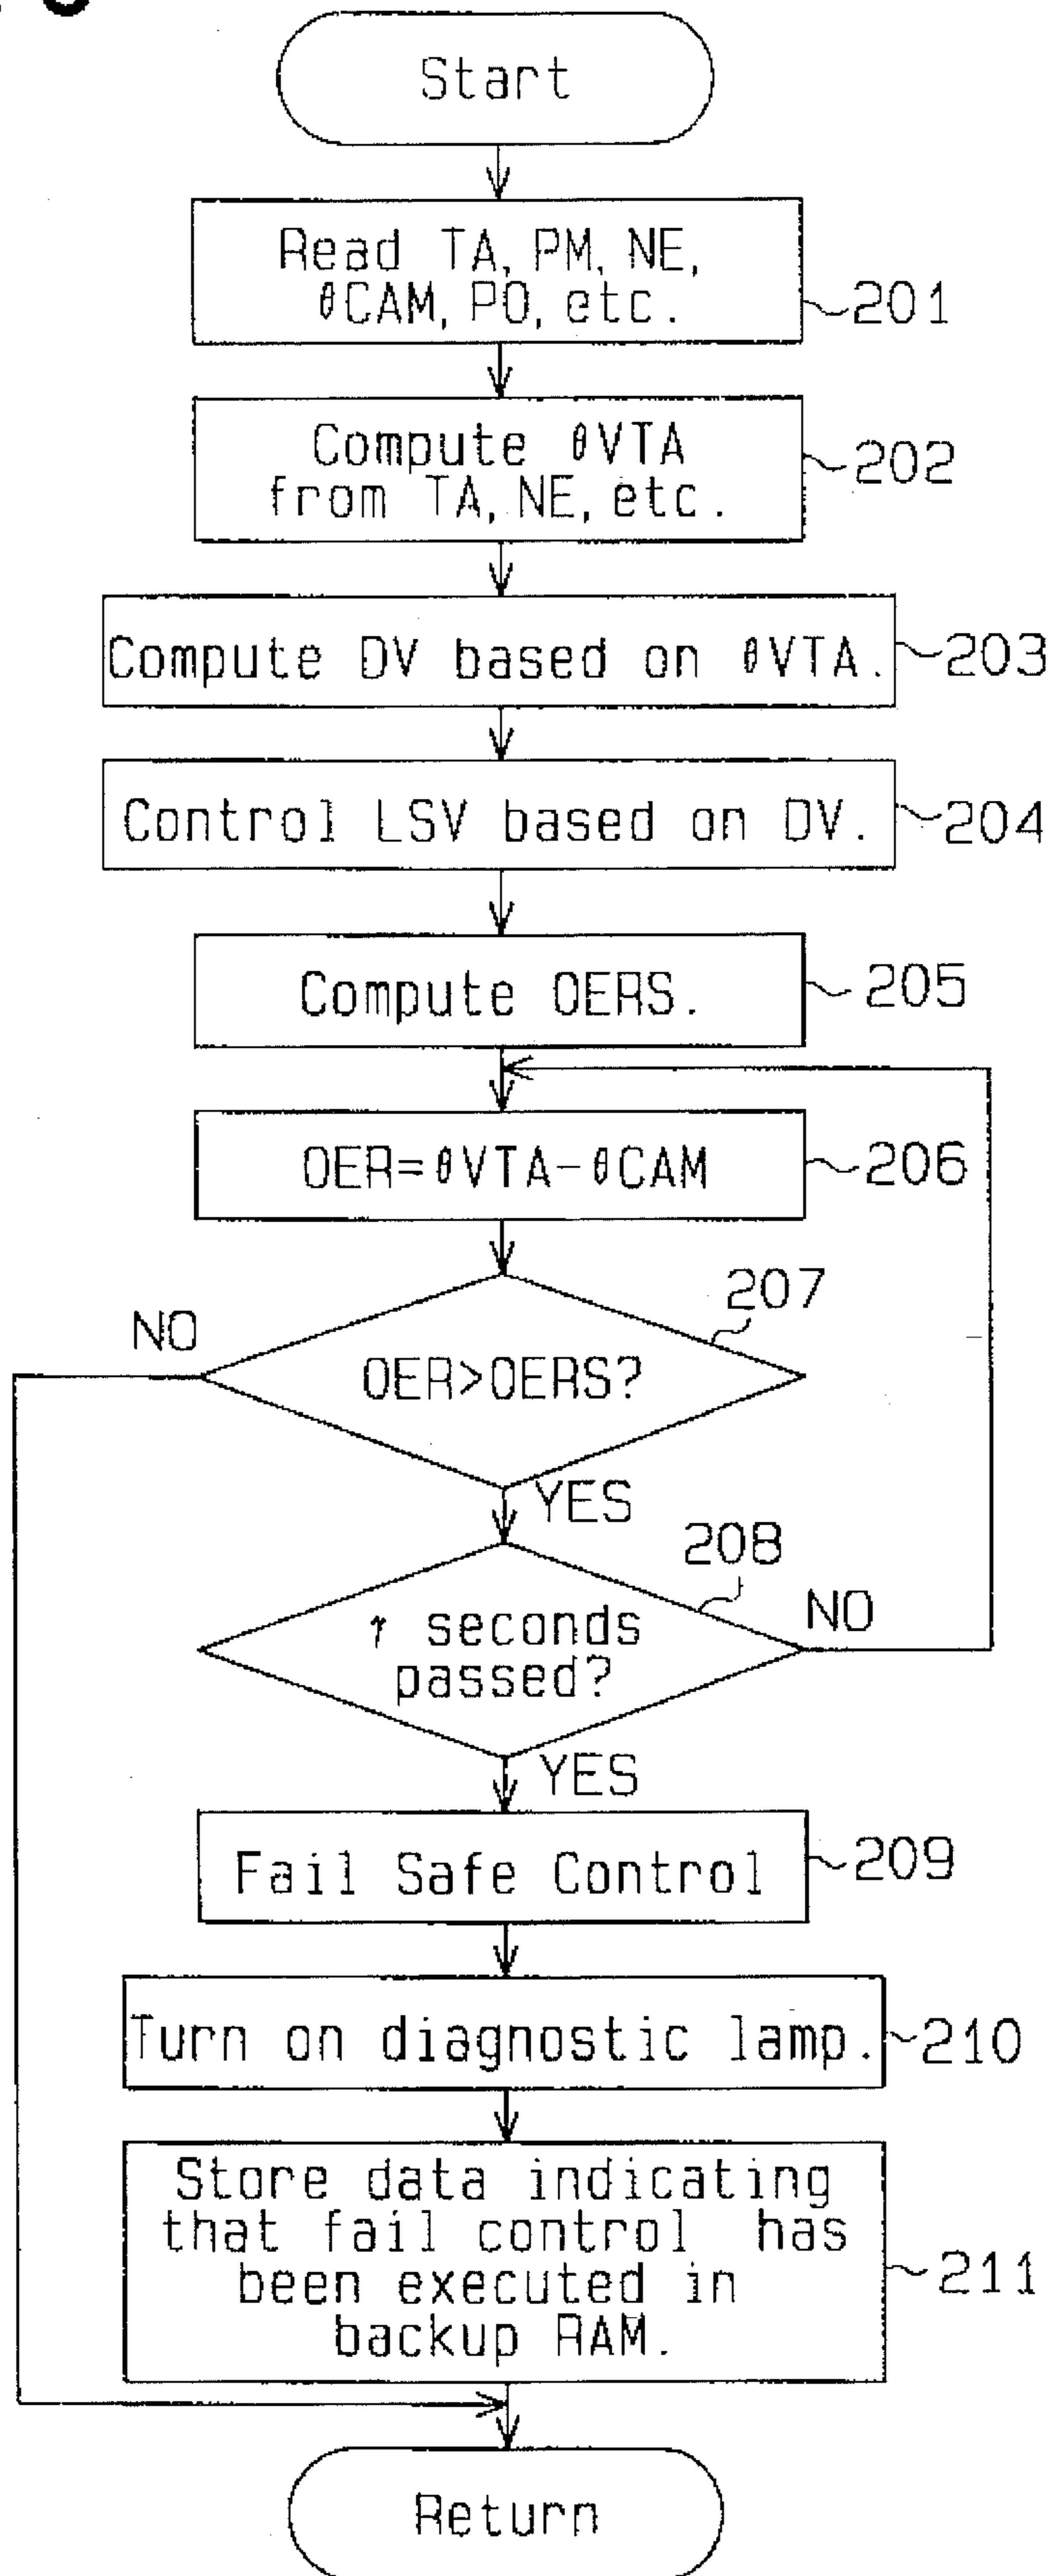 Start
Read TA, PM, NE,
θCAM, PO, etc.
201
Compute θVTA
from TA, NE, etc.
202
Compute DV based on θVTA.
203
Control LSV based on DV.
204
Compute OERS.
205
OER=θVTA-θCAM
206
207
NO
OER>OERS?
YES
208
seconds
passed?
NO
YES
Fail Safe Control
209
Turn on diagnostic lamp.
210
Store data indicating
that fail control has
been executed in
backup RAM.
211
Return